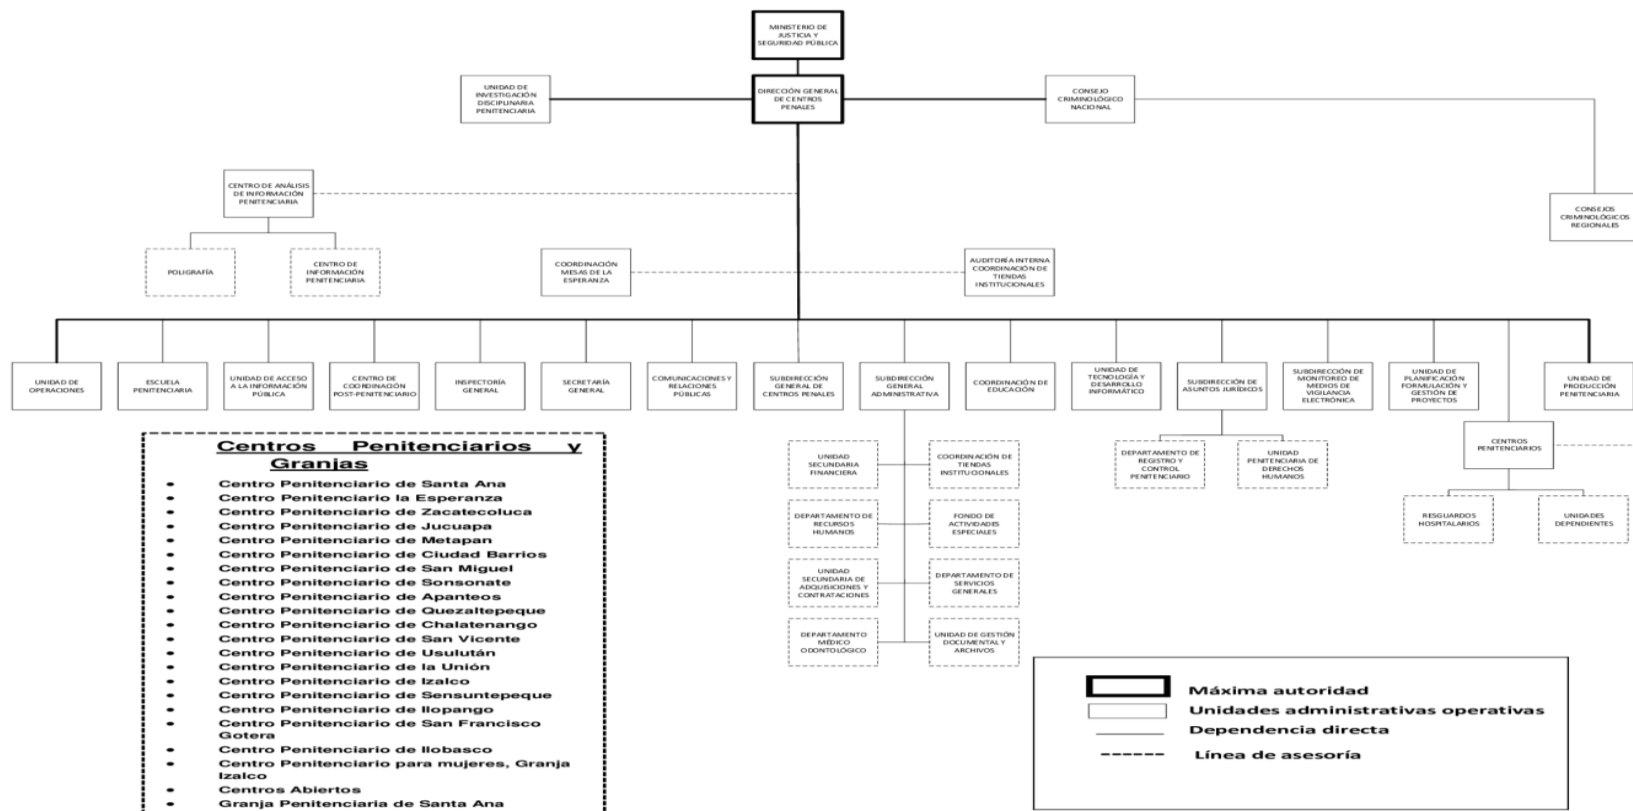 MINISTERIO DE
JUSTICIA Y
SEGURIDAD PÚBLICA
UNIDAD DE
INVESTIGACIÓN
DISCIPLINARIA
PENITENCIARIA
DIRECCIÓN GENERAL
DE CENTROS
PENALES
CONSEJO
CRIMINOLÓGICO
NACIONAL
CENTRO DE ANÁLISIS
DE INFORMACIÓN
PENITENCIARIA
CONSEJOS
CRIMINOLÓGICOS
REGIONALES
POLIGRAFÍA
CENTRO DE
INFORMACIÓN
PENITENCIARIA
COORDINACIÓN
MESAS DE LA
ESPERANZA
AUDITORÍA INTERNA
COORDINACIÓN DE
TIENDAS
INSTITUCIONALES
UNIDAD DE
OPERACIONES
ESCUELA
PENITENCIARIA
UNIDAD DE ACCESO
A LA INFORMACIÓN
PÚBLICA
CENTRO DE
COORDINACIÓN
POST-PENITENCIARIO
INSPECTORÍA
GENERAL
SECRETARÍA
GENERAL
COMUNICACIONES Y
RELACIONES
PÚBLICAS
SUBDIRECCIÓN
GENERAL DE
CENTROS PENALES
SUBDIRECCIÓN
GENERAL
ADMINISTRATIVA
COORDINACIÓN DE
EDUCACIÓN
UNIDAD DE
TECNOLOGÍA Y
DESARROLLO
INFORMÁTICO
SUBDIRECCIÓN DE
ASUNTOS JURÍDICOS
SUBDIRECCIÓN DE
MONITOREO DE
MEDIOS DE
VIGILANCIA
ELECTRÓNICA
UNIDAD DE
PLANIFICACIÓN
FORMULACIÓN Y
GESTIÓN DE
PROYECTOS
UNIDAD DE
PRODUCCIÓN
PENITENCIARIA
CENTROS
PENITENCIARIOS
RESGUARDOS
HOSPITALARIOS
UNIDADES
DEPENDIENTES
DEPARTAMENTO DE
REGISTRO Y
CONTROL
PENITENCIARIO
UNIDAD
PENITENCIARIA DE
DERECHOS
HUMANOS
UNIDAD
SECUNDARIA
FINANCIERA
COORDINACIÓN DE
TIENDAS
INSTITUCIONALES
DEPARTAMENTO DE
RECURSOS
HUMANOS
FONDO DE
ACTIVIDADES
ESPECIALES
UNIDAD
SECUNDARIA DE
ADQUISICIONES Y
CONTRATACIONES
DEPARTAMENTO DE
SERVICIOS
GENERALES
DEPARTAMENTO
MÉDICO
ODONTOLÓGICO
UNIDAD DE GESTIÓN
DOCUMENTAL Y
ARCHIVOS
Centros Penitenciarios y
Granjas
• Centro Penitenciario de Santa Ana
• Centro Penitenciario la Esperanza
• Centro Penitenciario de Zacatecoluca
• Centro Penitenciario de Jucuapa
• Centro Penitenciario de Metapan
• Centro Penitenciario de Ciudad Barrios
• Centro Penitenciario de San Miguel
• Centro Penitenciario de Sonsonate
• Centro Penitenciario de Apanteos
• Centro Penitenciario de Quezaltepeque
• Centro Penitenciario de Chalatenango
• Centro Penitenciario de San Vicente
• Centro Penitenciario de Usulután
• Centro Penitenciario de la Unión
• Centro Penitenciario de Izalco
• Centro Penitenciario de Sensuntepeque
• Centro Penitenciario de Ilopango
• Centro Penitenciario de San Francisco
Gotera
• Centro Penitenciario de Ilobasco
• Centro Penitenciario para mujeres, Granja
Izalco
• Centros Abiertos
• Granja Penitenciaria de Santa Ana
Máxima autoridad
Unidades administrativas operativas
Dependencia directa
Línea de asesoría